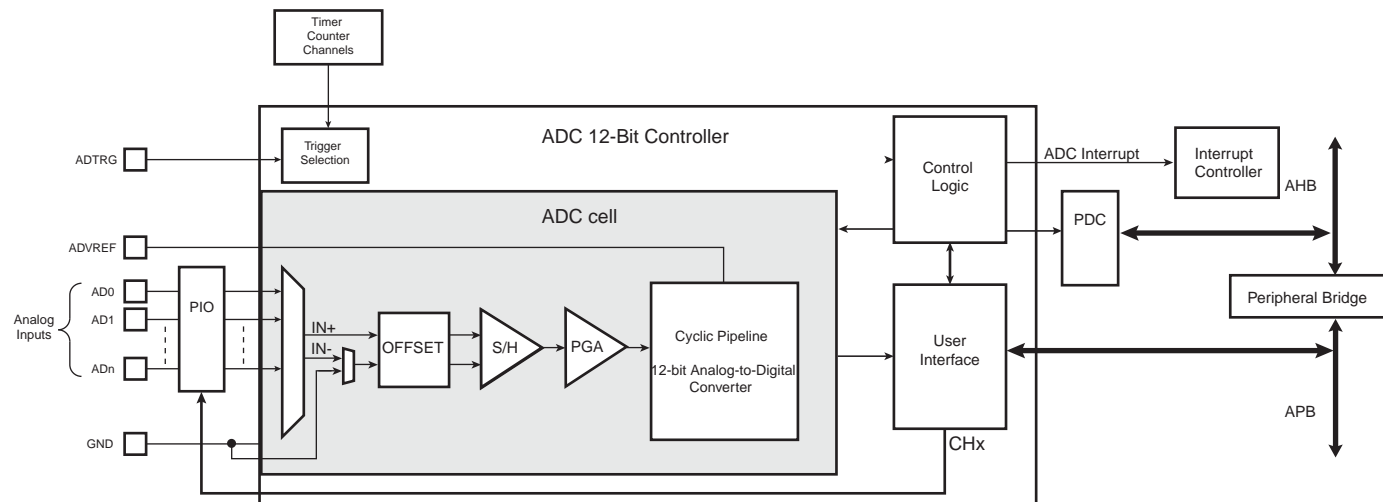 Timer
Counter
Channels
ADC 12-Bit Controller
Trigger
Selection
ADTRG
Control
Logic
ADC Interrupt
Interrupt
Controller
AHB
ADC cell
PDC
ADVREF
AD0
PIO
Analog
Inputs
AD1
ADn
IN+
IN-
OFFSET
S/H
PGA
Cyclic Pipeline
12-bit Analog-to-Digital
Converter
User
Interface
Peripheral Bridge
APB
GND
CHx